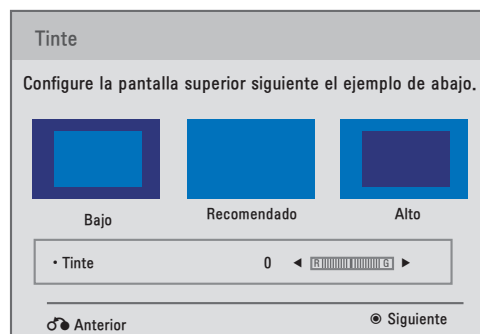 Tinte
Configure la pantalla superior siguiente el ejemplo de abajo.
Bajo Recomendado Alto
• Tinte 0 ◄ R G ►
Anterior ◉ Siguiente